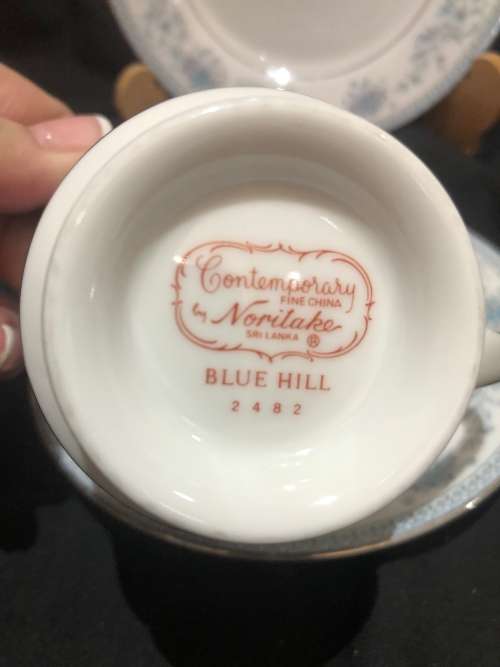 Contemporary
FINE CHINA
by Noritake
SRI LANKA ®
BLUE HILL
2482